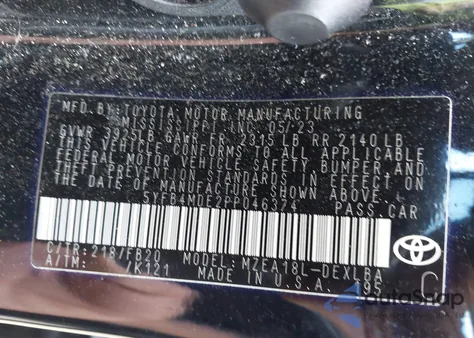 MFD. BY: TOYOTA MOTOR MANUFACTURING
MISSISSIPPI, INC. 05/23
GVWR 3925LB GAWR FR 2315 LB RR 2140 LB
THIS VEHICLE CONFORMS TO ALL APPLICABLE
FEDERAL MOTOR VEHICLE SAFETY, BUMPER AND
THEFT PREVENTION STANDARDS IN EFFECT ON
THE DATE OF MANUFACTURE SHOWN ABOVE.
5YFB4MDE2PP046374 PASS.CAR
C/TR: 218/FB20 MODEL: MZEA18L-DEXLBA
A/TM: /K121 MADE IN U.S.A. 195
C
AutoSnap